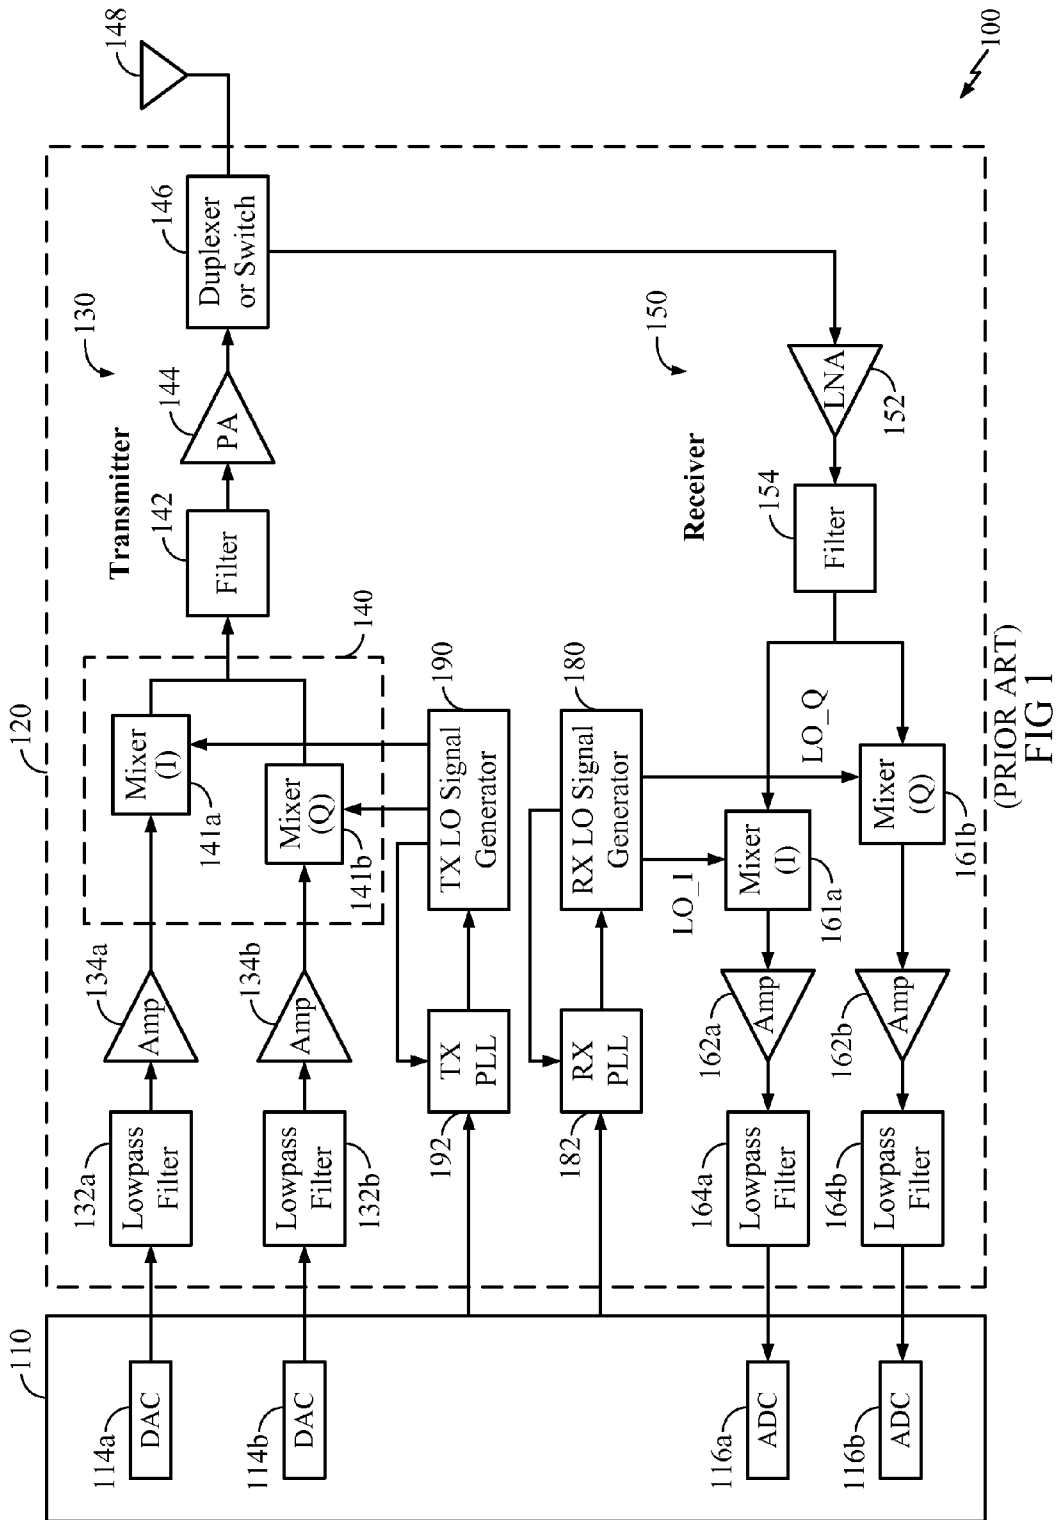 110
114a
DAC
114b
DAC
116a
ADC
116b
ADC
120
132a
Lowpass
Filter
134a
Amp
132b
Lowpass
Filter
134b
Amp
141a
Mixer
(I)
141b
Mixer
(Q)
140
Transmitter
130
142
Filter
144
PA
146
Duplexer
or Switch
148
192
TX
PLL
190
TX LO Signal
Generator
182
RX
PLL
180
RX LO Signal
Generator
LO_I
LO_Q
Receiver
150
LNA
152
154
Filter
Mixer
(I)
161a
Mixer
(Q)
161b
162a
Amp
162b
Amp
164a
Lowpass
Filter
164b
Lowpass
Filter
100
(PRIOR ART)
FIG 1